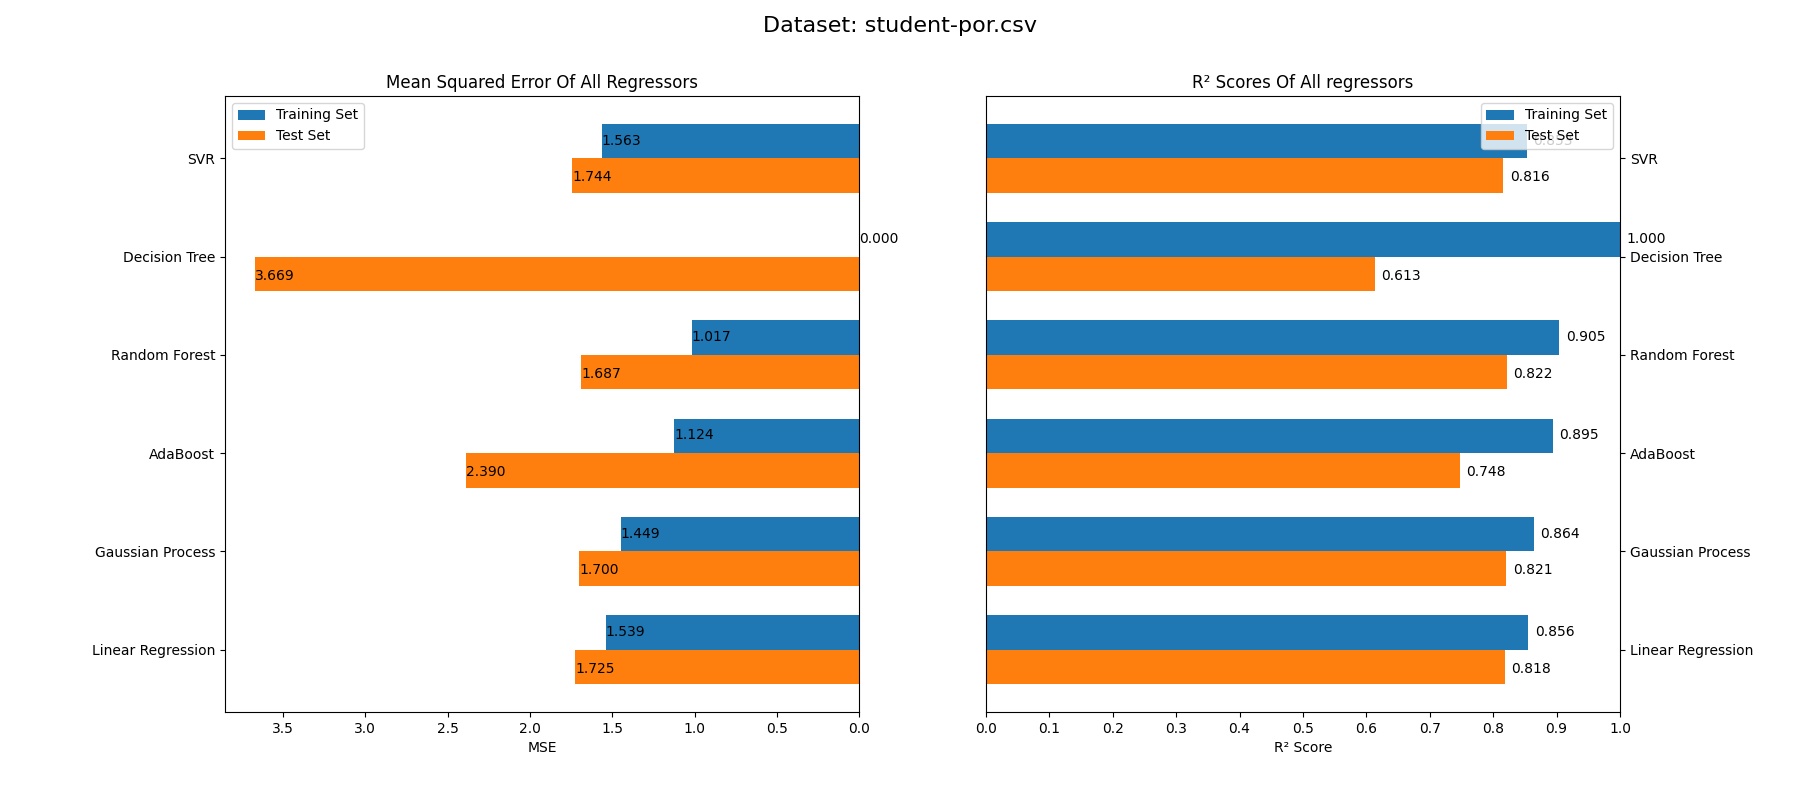 Dataset: student-por.csv
Mean Squared Error Of All Regressors
Training Set
Test Set
SVR
Decision Tree
Random Forest
AdaBoost
Gaussian Process
Linear Regression
1.563
1.744
0.000
3.669
1.017
1.687
1.124
2.390
1.449
1.700
1.539
1.725
3.5 3.0 2.5 2.0 1.5 1.0 0.5 0.0
MSE
R² Scores Of All regressors
Training Set
Test Set
0.853
0.816
1.000
0.613
0.905
0.822
0.895
0.748
0.864
0.821
0.856
0.818
SVR
Decision Tree
Random Forest
AdaBoost
Gaussian Process
Linear Regression
0.0 0.1 0.2 0.3 0.4 0.5 0.6 0.7 0.8 0.9 1.0
R² Score